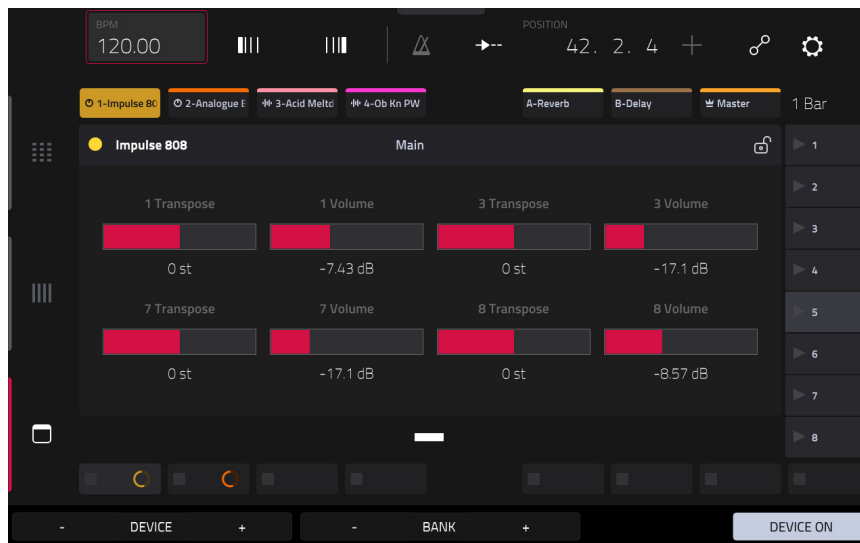 BPM
120.00
POSITION
42. 2. 4
1-Impulse 80
2-Analogue E
3-Acid Meltd
4-Ob Kn PW
A-Reverb
B-Delay
Master
1 Bar
Impulse 808
Main
1
2
3
4
5
6
7
8
1 Transpose
1 Volume
3 Transpose
3 Volume
0 st
-7.43 dB
0 st
-17.1 dB
7 Transpose
7 Volume
8 Transpose
8 Volume
0 st
-17.1 dB
0 st
-8.57 dB
- DEVICE +
- BANK +
DEVICE ON